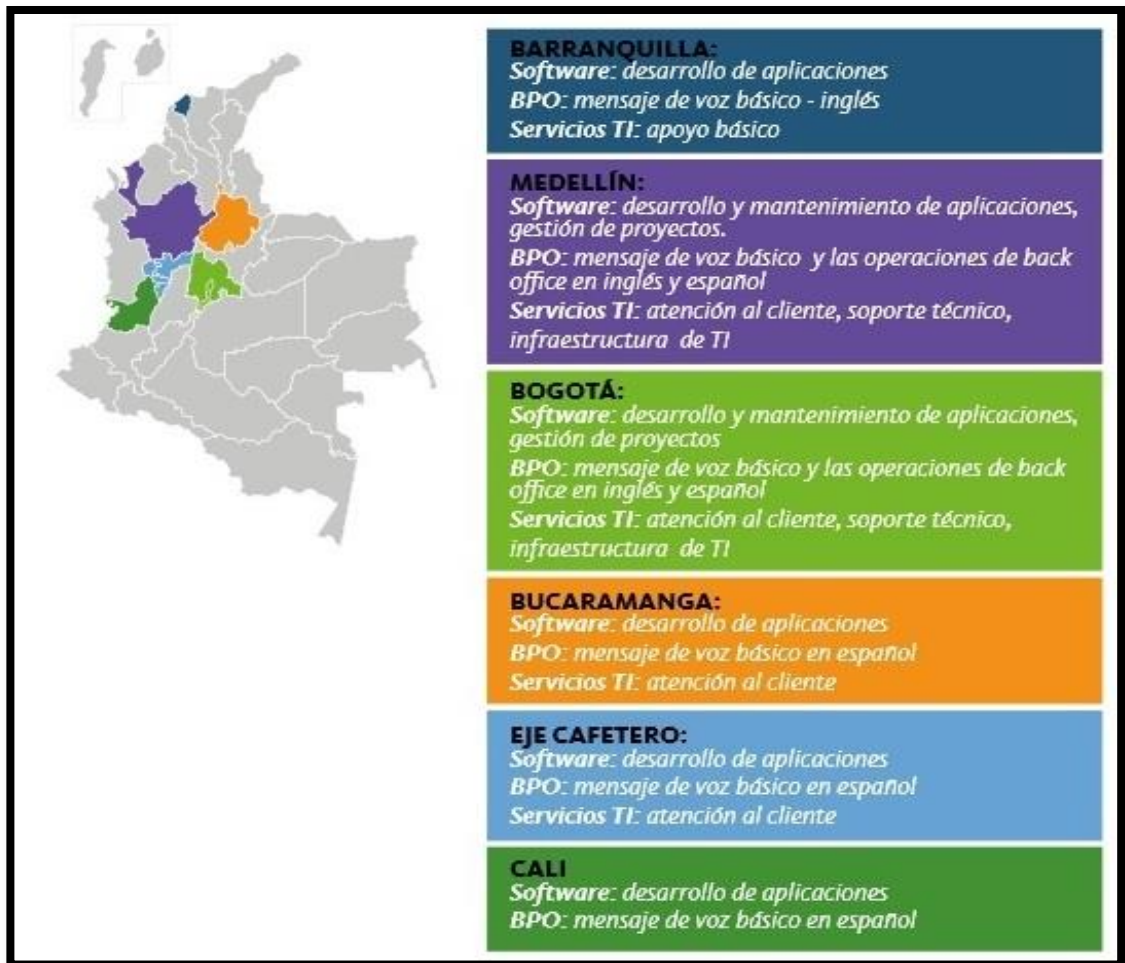 BARRANQUILLA:
Software: desarrollo de aplicaciones
BPO: mensaje de voz básico - inglés
Servicios TI: apoyo básico
MEDELLÍN:
Software: desarrollo y mantenimiento de aplicaciones,
gestión de proyectos.
BPO: mensaje de voz básico y las operaciones de back
office en inglés y español
Servicios TI: atención al cliente, soporte técnico,
infraestructura de TI
BOGOTÁ:
Software: desarrollo y mantenimiento de aplicaciones,
gestión de proyectos
BPO: mensaje de voz básico y las operaciones de back
office en inglés y español
Servicios TI: atención al cliente, soporte técnico,
infraestructura de TI
BUCARAMANGA:
Software: desarrollo de aplicaciones
BPO: mensaje de voz básico en español
Servicios TI: atención al cliente
EJE CAFETERO:
Software: desarrollo de aplicaciones
BPO: mensaje de voz básico en español
Servicios TI: atención al cliente
CALI
Software: desarrollo de aplicaciones
BPO: mensaje de voz básico en español